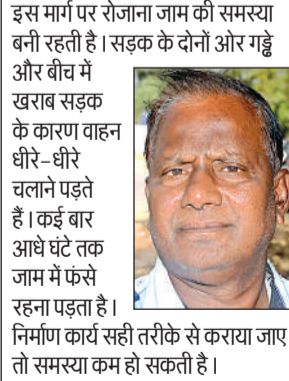 इस मार्ग पर रोजाना जाम की समस्या
बनी रहती है। सड़क के दोनों ओर गड्ढे
और बीच में
खराब सड़क
के कारण वाहन
धीरे-धीरे
चलाने पड़ते
हैं। कई बार
आधे घंटे तक
जाम में फंसे
रहना पड़ता है।
निर्माण कार्य सही तरीके से कराया जाए
तो समस्या कम हो सकती है।